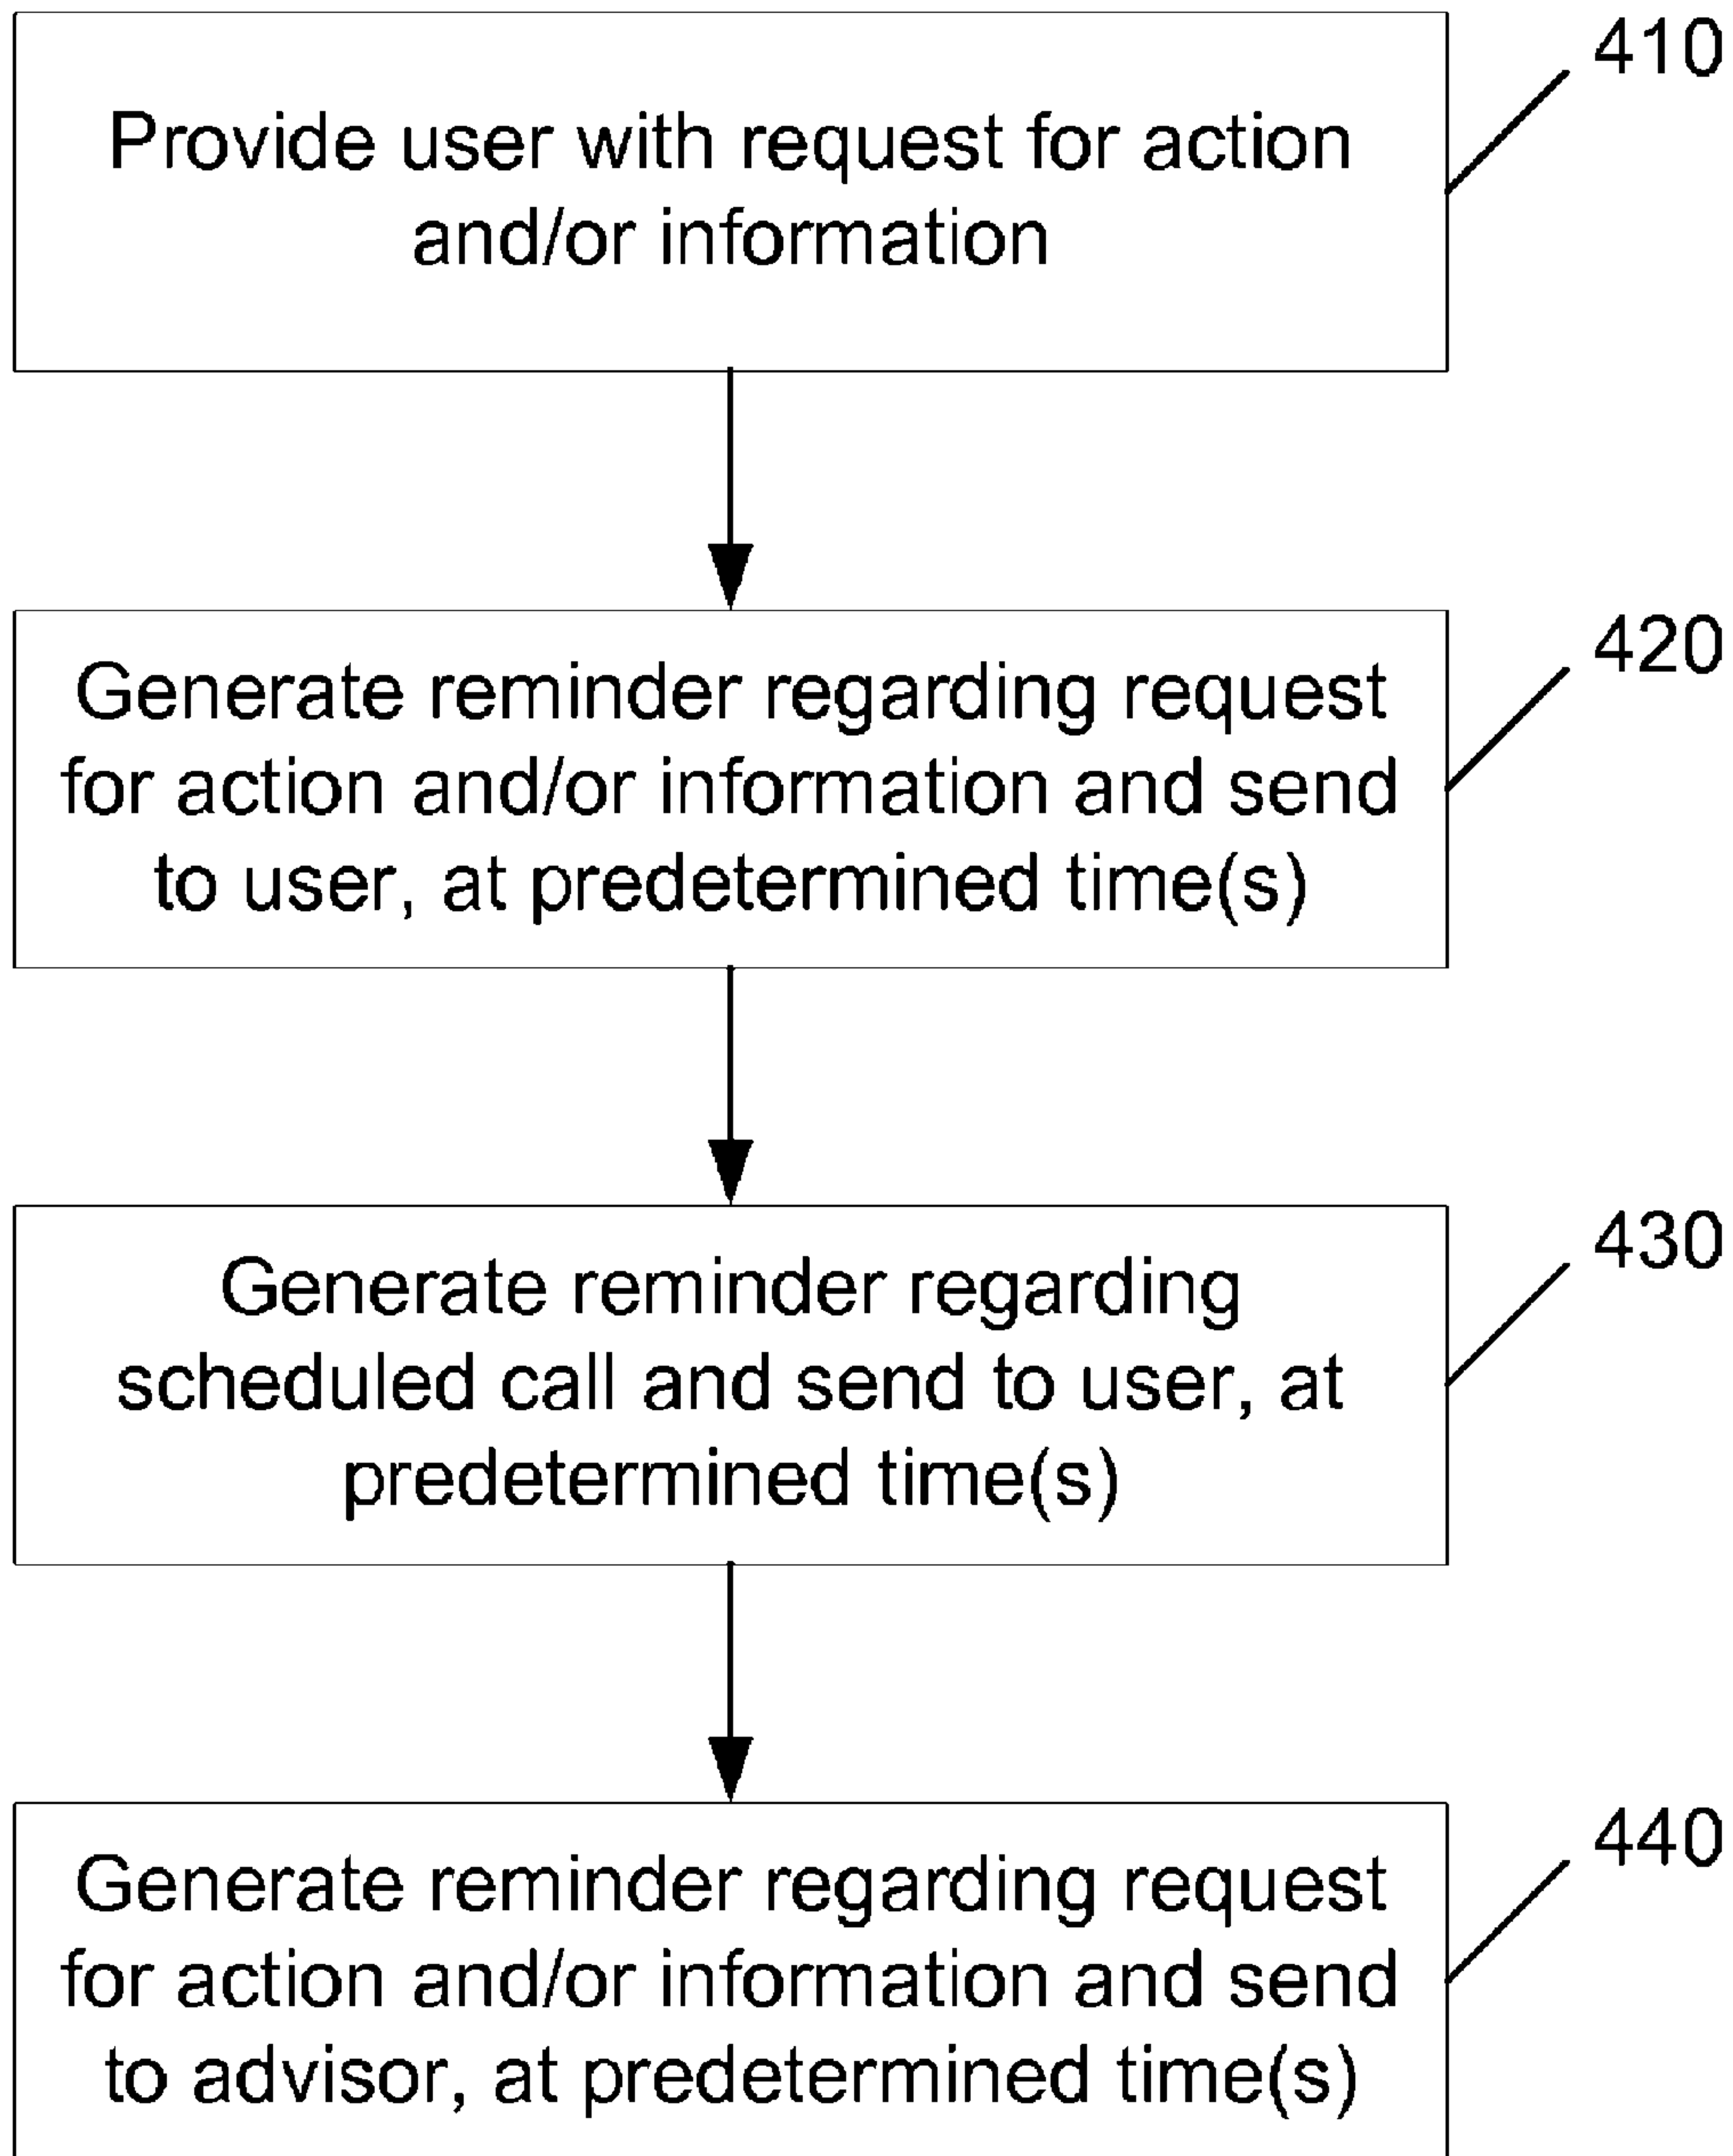 410
Provide user with request for action
and/or information
420
Generate reminder regarding request
for action and/or information and send
to user, at predetermined time(s)
430
Generate reminder regarding
scheduled call and send to user, at
predetermined time(s)
440
Generate reminder regarding request
for action and/or information and send
to advisor, at predetermined time(s)